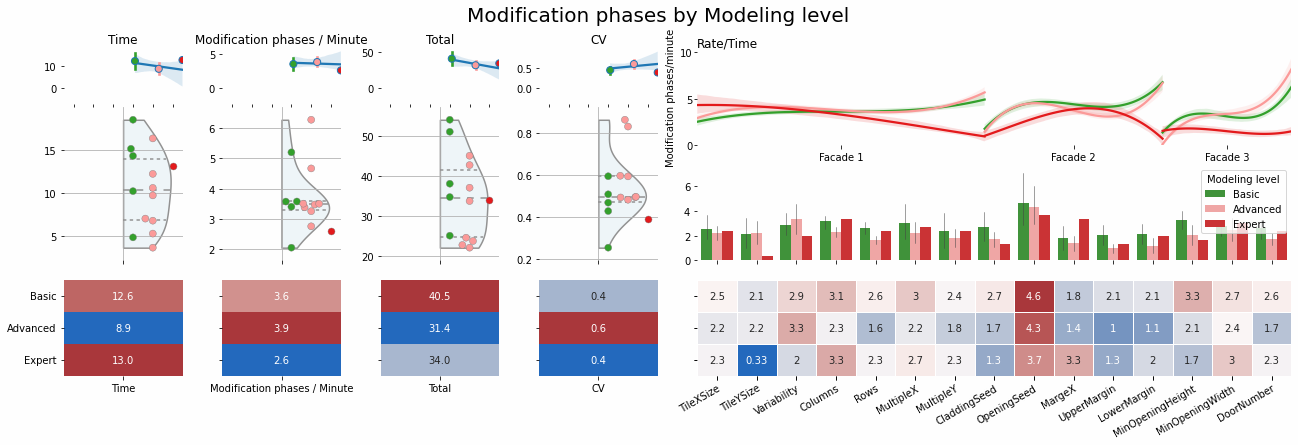 Modification phases by Modeling level
Time
Modification phases / Minute
Total
CV
Rate/Time
10
0
5
0
50
0
0.5
0.0
Modification phases/minute
10
5
0
Facade 1
Facade 2
Facade 3
15
10
5
6
5
4
3
2
50
40
30
20
0.8
0.6
0.4
0.2
6
4
2
0
Modeling level
Basic
Advanced
Expert
Basic
Advanced
Expert
12.6
8.9
13.0
3.6
3.9
2.6
40.5
31.4
34.0
0.4
0.6
0.4
2.5 2.1 2.9 3.1 2.6 3 2.4 2.7 4.6 1.8 2.1 2.1 3.3 2.7 2.6
2.2 2.2 3.3 2.3 1.6 2.2 1.8 1.7 4.3 1.4 1 1.1 2.1 2.4 1.7
2.3 0.33 2 3.3 2.3 2.7 2.3 1.3 3.7 3.3 1.3 2 1.7 3 2.3
Time
Modification phases / Minute
Total
CV
TileXSize
TileYSize
Variability
Columns
Rows
MultipleX
MultipleY
CladdingSeed
OpeningSeed
MargeX
UpperMargin
LowerMargin
MinOpeningHeight
MinOpeningWidth
DoorNumber